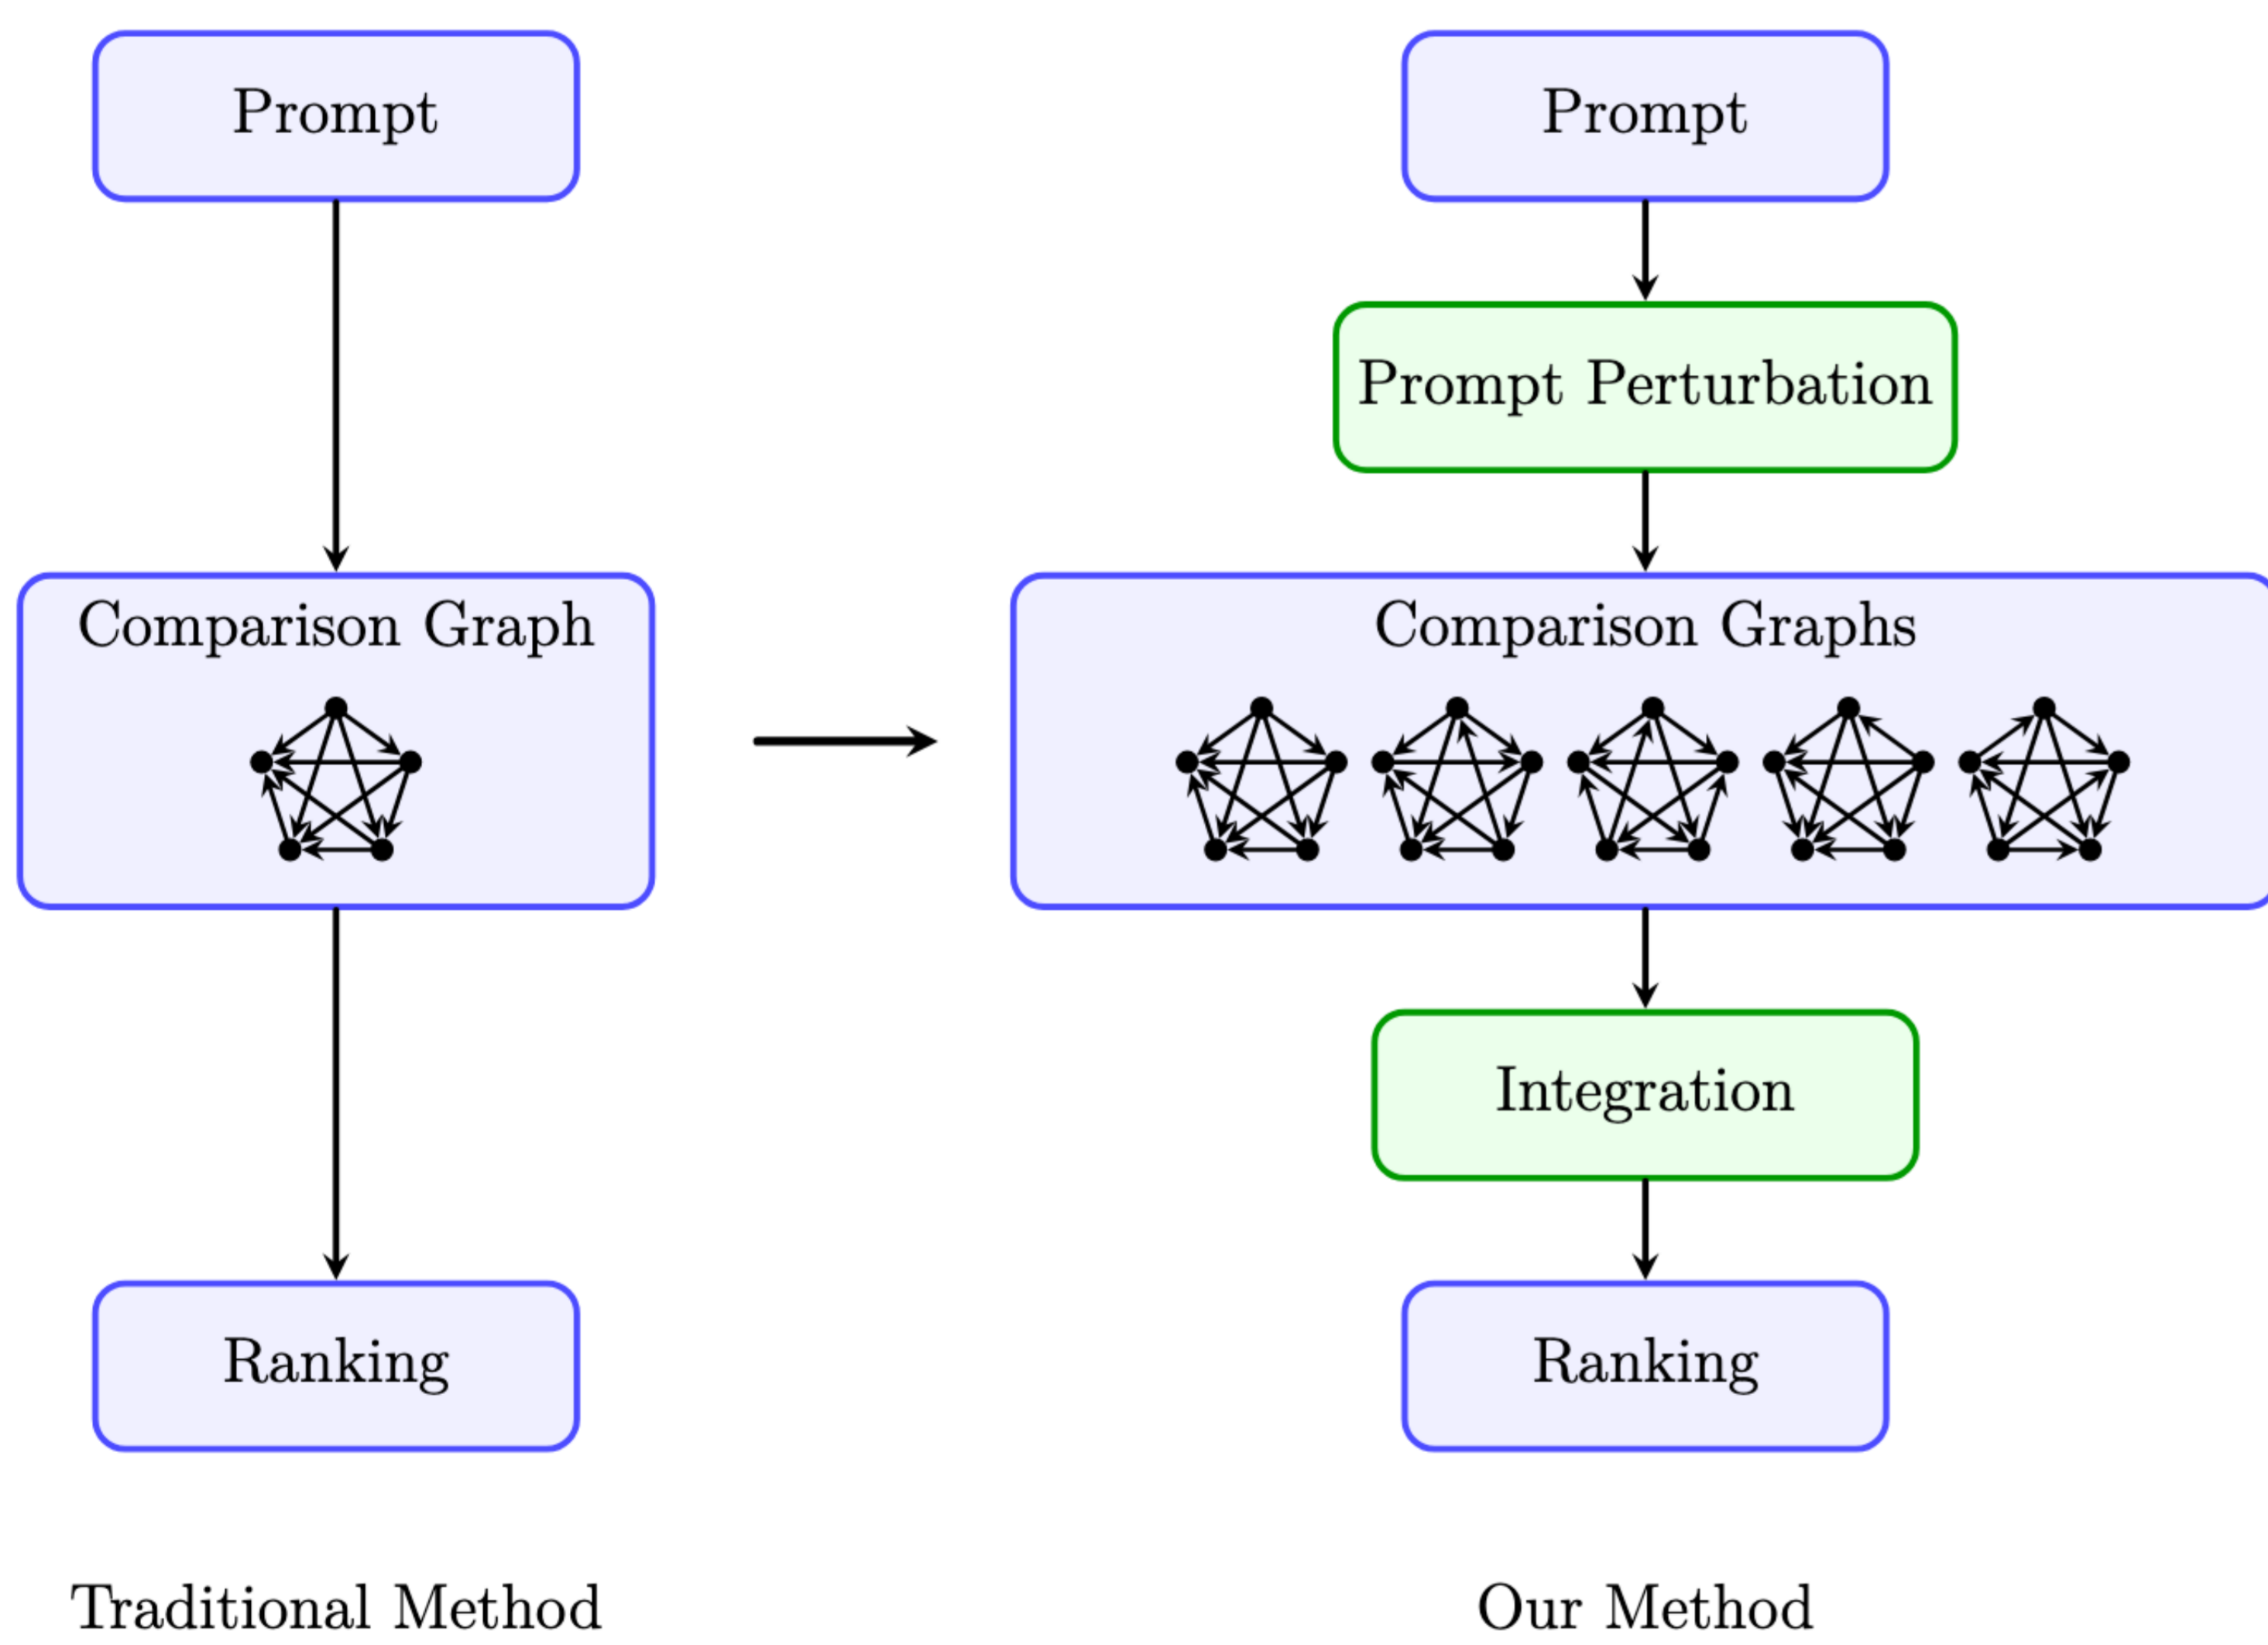 Prompt
Comparison Graph
Ranking
Traditional Method
Prompt
Prompt Perturbation
Comparison Graphs
Integration
Ranking
Our Method